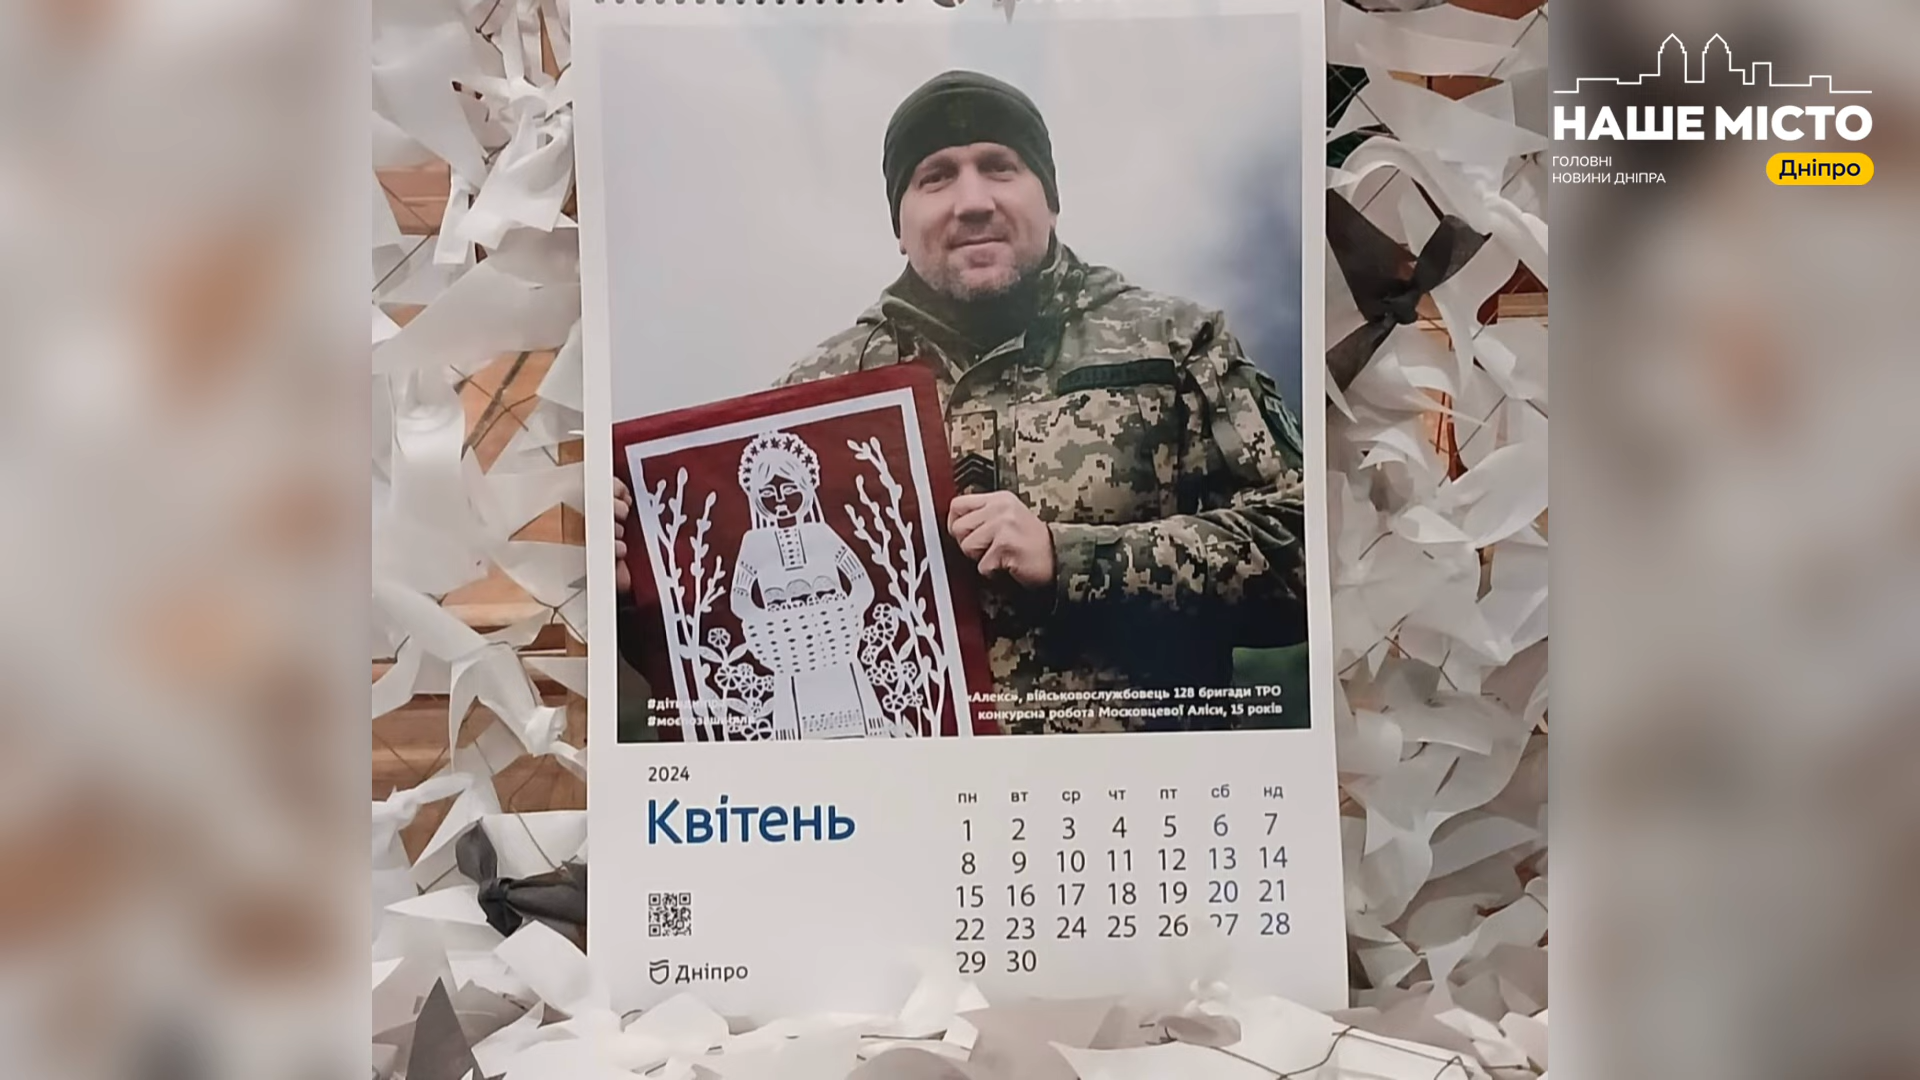 НАШЕ МІСТО
ГОЛОВНІ
НОВИНИ ДНІПРА
Дніпро
«Алекс», військовослужбовець 128 бригади ТРО
конкурсна робота Московцевої Аліси, 15 років
2024
Квітень
пн вт ср чт пт сб нд
1 2 3 4 5 6 7
8 9 10 11 12 13 14
15 16 17 18 19 20 21
22 23 24 25 26 27 28
29 30
Дніпро